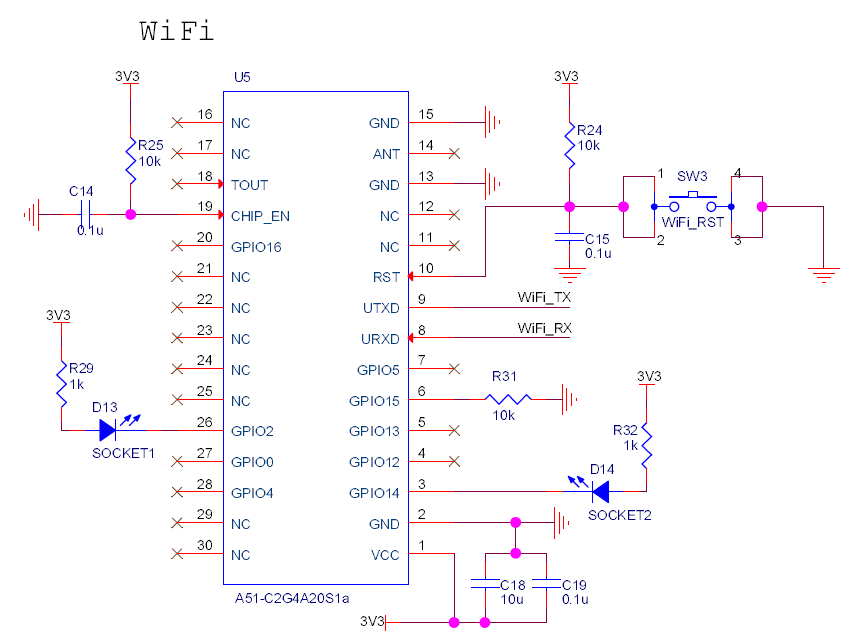 WiFi
3V3 U5 3V3
16 NC GND 15
R25 10k 17 NC ANT 14 R24 10k
18 TOUT GND 13 1 SW3 4
C14 0.1u 19 CHIP_EN NC 12 WiFi_RST
20 GPIO16 NC 11 C15 0.1u 2 3
21 NC RST 10
22 NC UTXD 9 WiFi_TX
3V3 23 NC URXD 8 WiFi_RX
R29 1k 24 NC GPIO5 7 R31 3V3
25 NC GPIO15 6 10k
D13 26 GPIO2 GPIO13 5 R32 1k
SOCKET1 27 GPIO0 GPIO12 4 D14
28 GPIO4 GPIO14 3 SOCKET2
29 NC GND 2
30 NC VCC 1
C18 10u C19 0.1u
A51-C2G4A20S1a
3V3